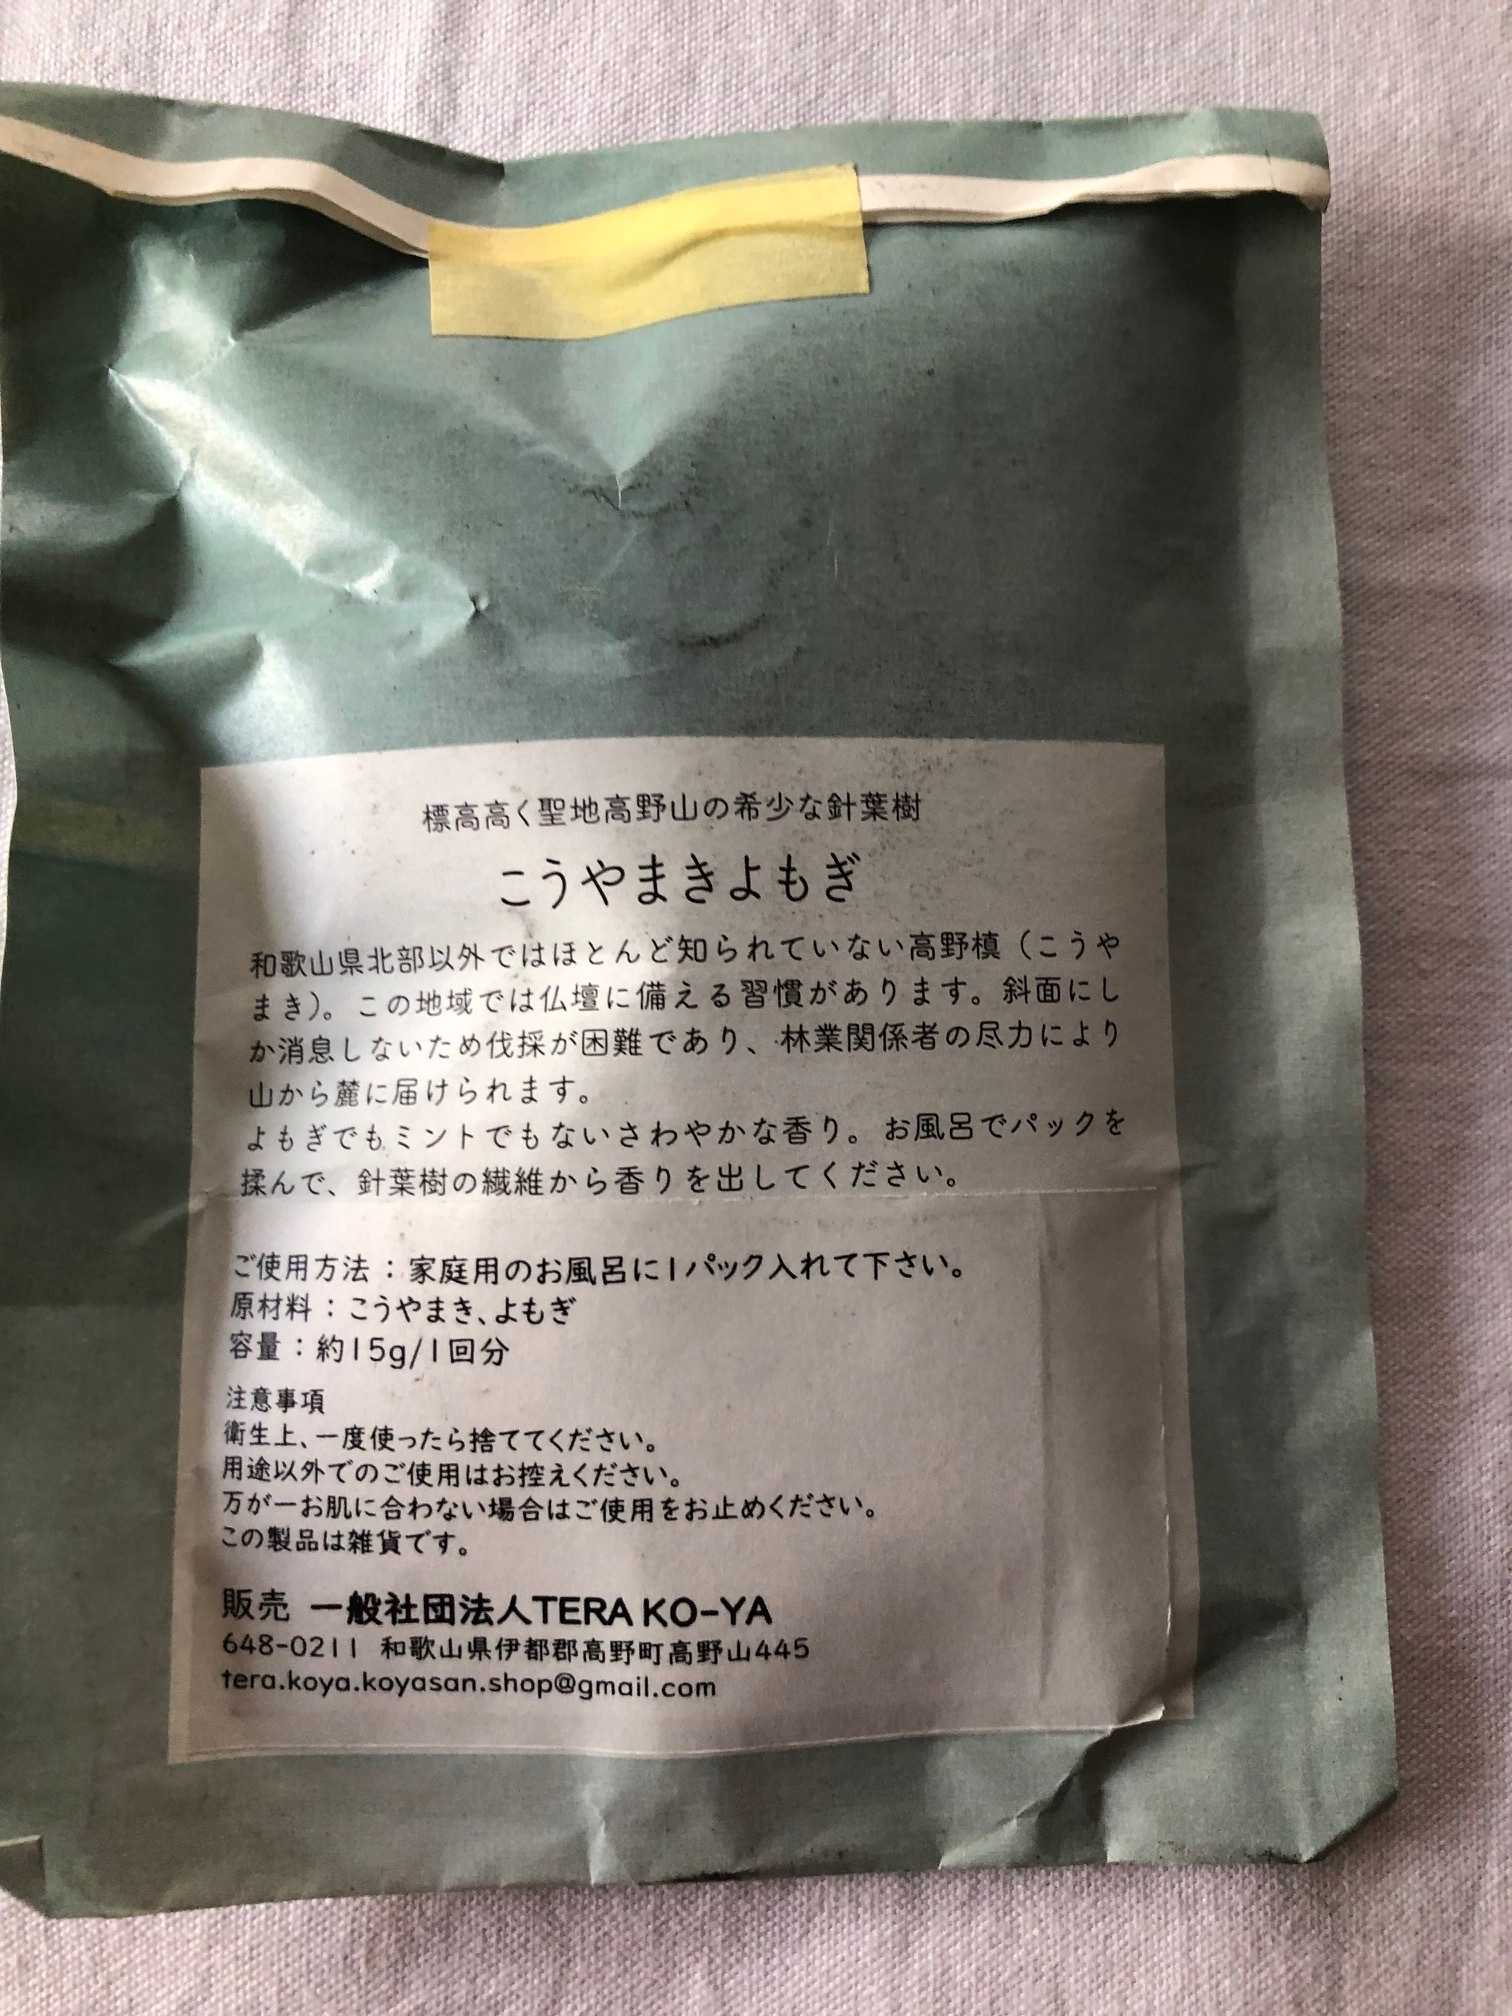 標高高く聖地高野山の希少な針葉樹
こうやまきよもぎ
和歌山県北部以外ではほとんど知られていない高野槙（こうや
まき）。この地域では仏壇に備える習慣があります。斜面にし
か消息しないため伐採が困難であり、林業関係者の尽力により
山から麓に届けられます。
よもぎでもミントでもないさわやかな香り。お風呂でパックを
揉んで、針葉樹の繊維から香りを出してください。
ご使用方法：家庭用のお風呂に1パック入れて下さい。
原材料：こうやまき、よもぎ
容量：約15g/1回分
注意事項
衛生上、一度使ったら捨ててください。
用途以外でのご使用はお控えください。
万が一お肌に合わない場合はご使用をお止めください。
この製品は雑貨です。
販売 一般社団法人TERA KO-YA
648-0211 和歌山県伊都郡高野町高野山445
tera.koya.koyasan.shop@gmail.com